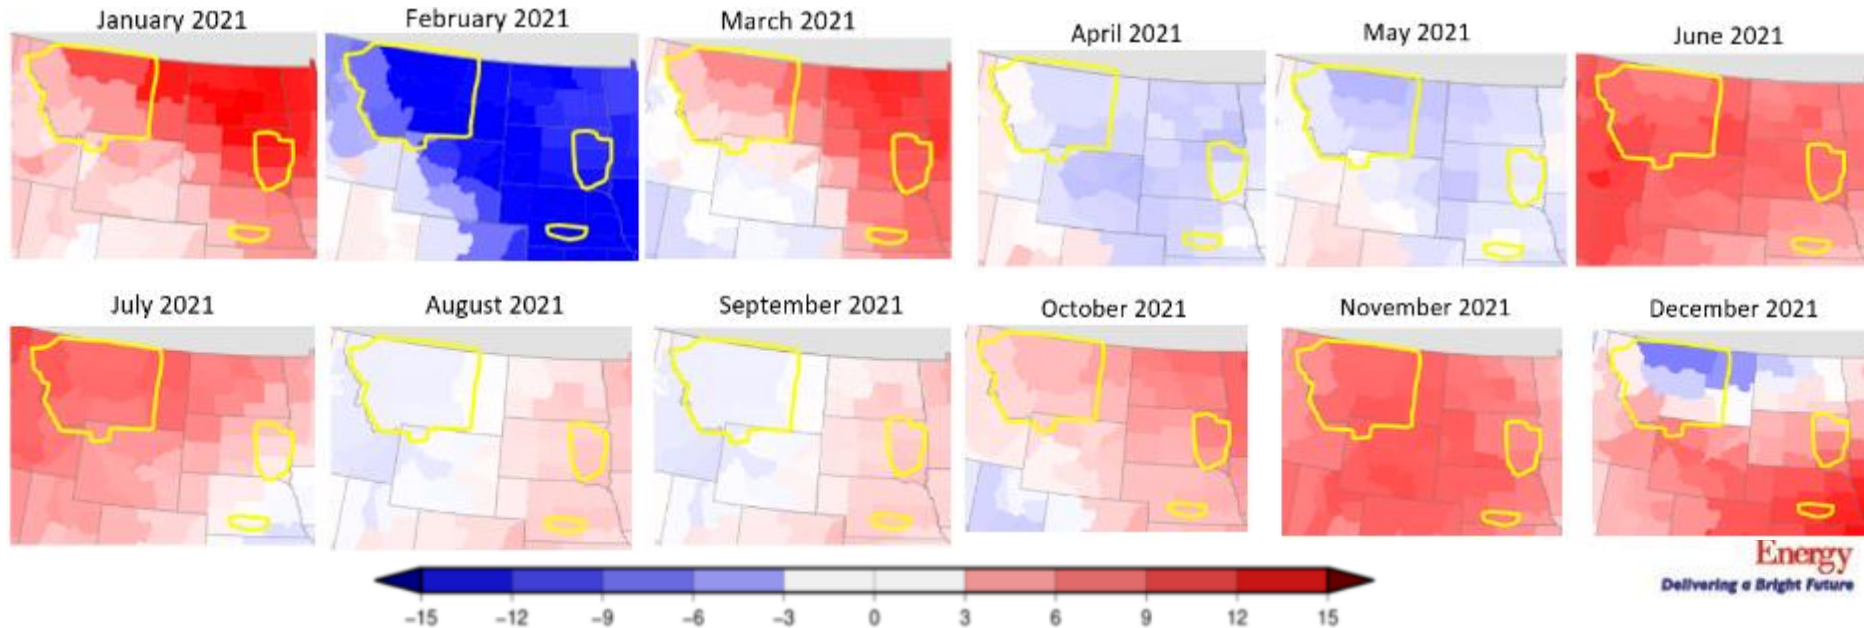 January 2021
February 2021
March 2021
April 2021
May 2021
June 2021
July 2021
August 2021
September 2021
October 2021
November 2021
December 2021
Energy
Delivering a Bright Future
−15 −12 −9 −6 −3 0 3 6 9 12 15